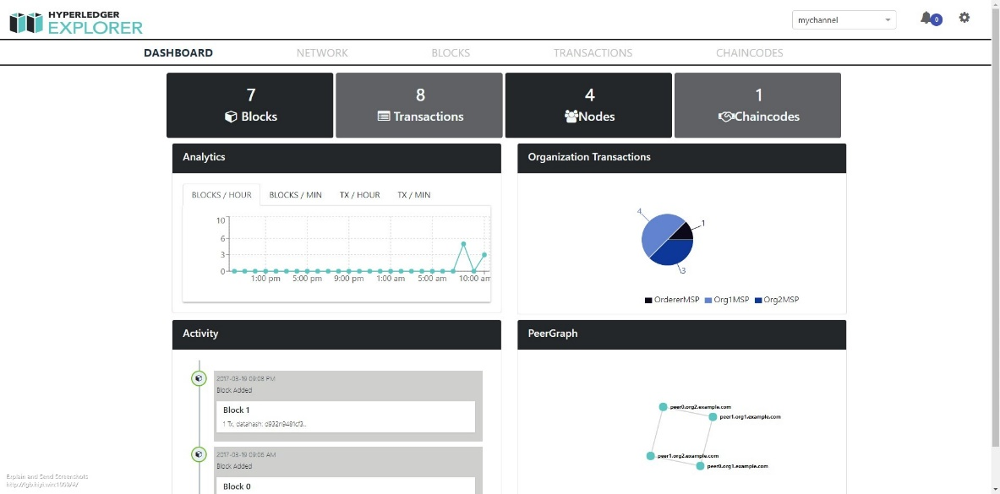 HYPERLEDGER
EXPLORER
mychannel
0
DASHBOARD NETWORK BLOCKS TRANSACTIONS CHAINCODES
7
Blocks
8
Transactions
4
Nodes
1
Chaincodes
Analytics
BLOCKS / HOUR BLOCKS / MIN TX / HOUR TX / MIN
10
6
3
0
1:00 pm 5:00 pm 9:00 pm 1:00 am 5:00 am 10:00 am
Organization Transactions
4
1
3
OrdererMSP Org1MSP Org2MSP
Activity
2017-03-19 09:08 PM
Block Added
Block 1
1 Tx, datahash: d932n9481cf3...
2017-03-19 09:06 AM
Block Added
Block 0
PeerGraph
peer0.org2.example.com
peer1.org1.example.com
peer1.org2.example.com
peer0.org1.example.com
Explain and Send Screenshots